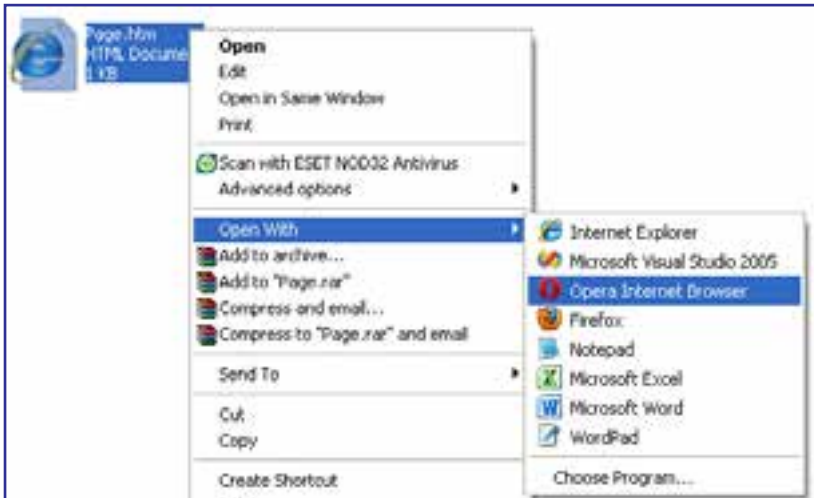 Page.htm
HTML Docume
1 KB
Open
Edit
Open in Same Window
Print
Scan with ESET NOD32 Antivirus
Advanced options
Open With
Add to archive...
Add to "Page.rar"
Compress and email...
Compress to "Page.rar" and email
Send To
Cut
Copy
Create Shortcut
Internet Explorer
Microsoft Visual Studio 2005
Opera Internet Browser
Firefox
Notepad
Microsoft Excel
Microsoft Word
WordPad
Choose Program...